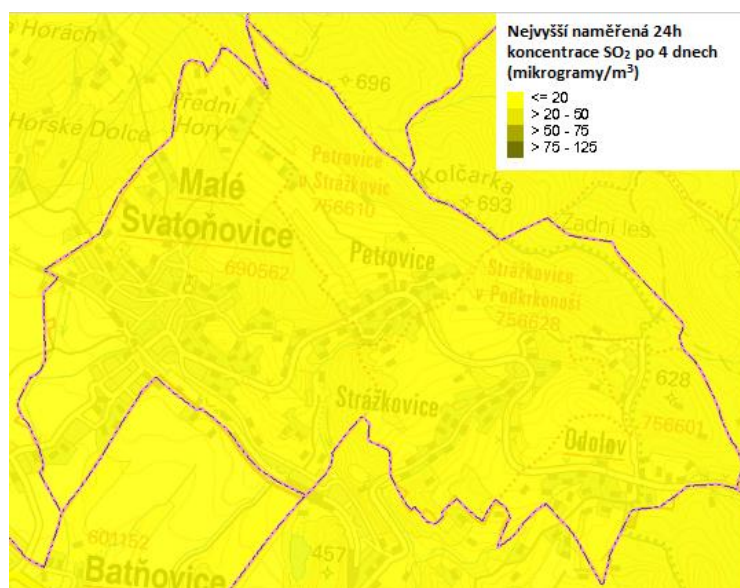 Nejvyšší naměřená 24h
koncentrace SO₂ po 4 dnech
(mikrogramy/m³)
<= 20
> 20 - 50
> 50 - 75
> 75 - 125
Horách
696
Přední
Hory
Horské Dolce
Petrovice
u Strážkovic
756610
Kolčarka
693
Malé
Svatoňovice
690562
Zadní les
Petrovice
Strážkovice
v Podkrkonoší
756628
628
Strážkovice
756601
Odolov
601152
457
Batňovice